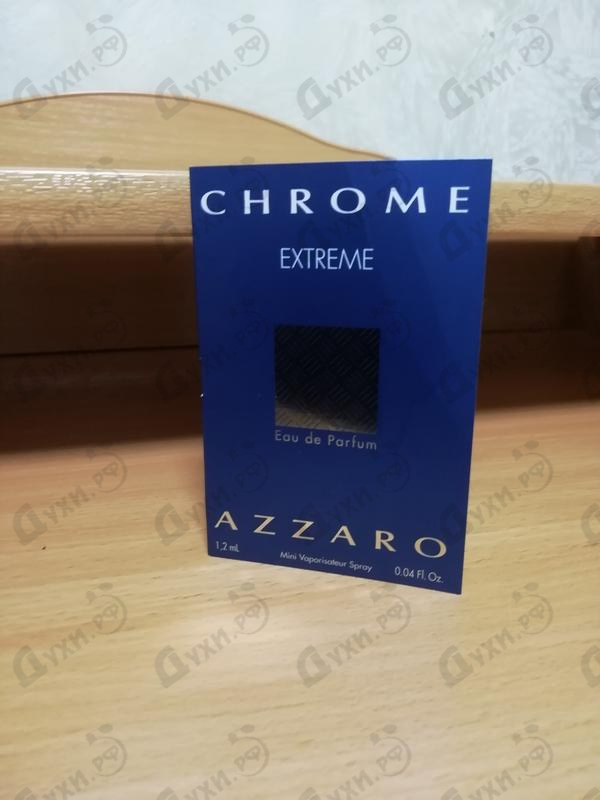 CHROME
EXTREME
Eau de Parfum
AZZARO
1,2 mL
Mini Vaporisateur Spray
0.04 Fl. Oz.
Духи.РФ